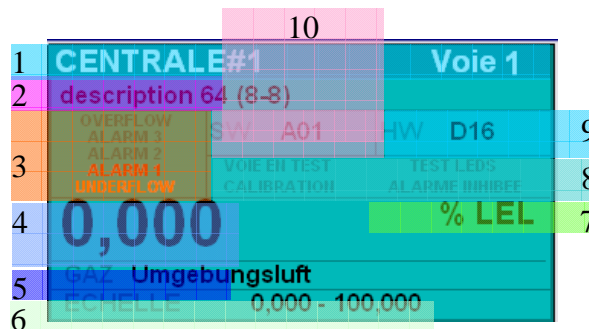 10
1 CENTRALE#1 Voie 1
2 description 64 (8-8)
OVERFLOW
ALARM 3
SW A01 HW D16 9
ALARM 2
3 ALARM 1 VOIE EN TEST TEST LEDS 8
UNDERFLOW CALIBRATION ALARME INHIBEE
4 0,000 % LEL 7
GAZ Umgebungsluft
5
6 ECHELLE 0,000 - 100,000